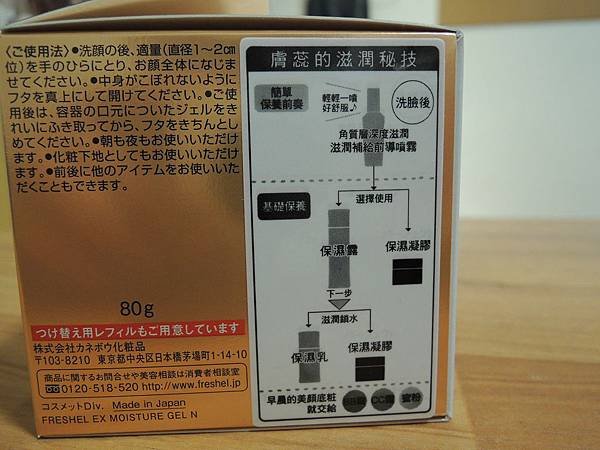 〈ご使用法〉●洗顔の後、適量(直径1〜2cm
位)を手のひらにとり、お顔全体になじま
せてください。●中身がこぼれないように
フタを真上にして開けてください。●ご使
用後は、容器の口元についたジェルをき
れいにふき取ってから、フタをきちんとし
めてください。●朝も夜もお使いいただけ
ます。●化粧下地としてもお使いいただけ
ます。●前後に他のアイテムをお使いいた
だくこともできます。
80g
つけ替え用レフィルもご用意しています
株式会社カネボウ化粧品
〒103-8210 東京都中央区日本橋茅場町1-14-10
商品に関するお問合せや美容相談は消費者相談室
0120-518-520 http://www.freshel.jp
コスメットDiv. Made in Japan
FRESHEL EX MOISTURE GEL N
膚蕊的滋潤秘技
簡單
保養前奏
輕輕一噴
好舒服♪
洗臉後
角質層深度滋潤
滋潤補給前導噴霧
選擇使用
基礎保養
保濕露
保濕凝膠
下一步
滋潤鎖水
保濕乳
保濕凝膠
早晨的美顏底粧
就交給
BB霜
CC霜
蜜粉